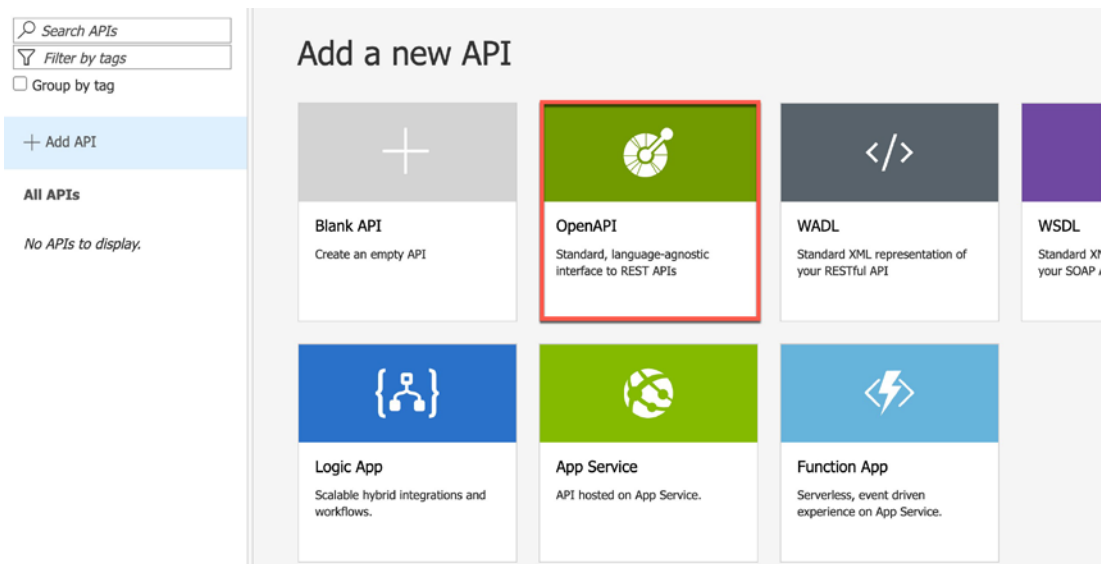 Search APIs
Filter by tags
Group by tag
Add API
All APIs
No APIs to display.
Add a new API
Blank API
Create an empty API
OpenAPI
Standard, language-agnostic
interface to REST APIs
WADL
Standard XML representation of
your RESTful API
WSDL
Standard
your SOAP
Logic App
Scalable hybrid integrations and
workflows.
App Service
API hosted on App Service.
Function App
Serverless, event driven
experience on App Service.